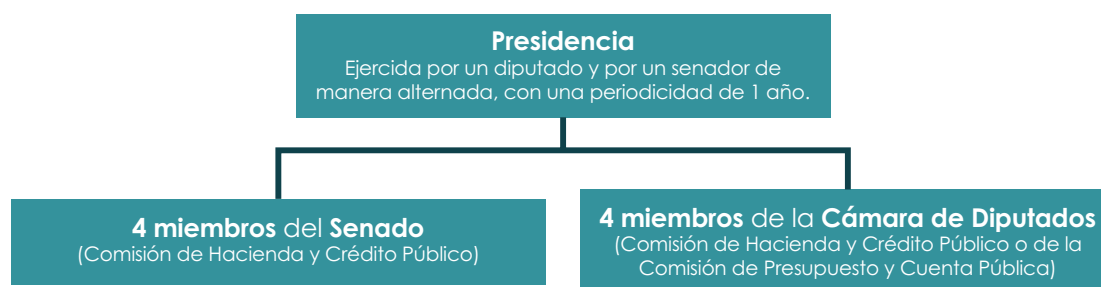 Presidencia
Ejercida por un diputado y por un senador de
manera alternada, con una periodicidad de 1 año.
4 miembros del Senado
(Comisión de Hacienda y Crédito Público)
4 miembros de la Cámara de Diputados
(Comisión de Hacienda y Crédito Público o de la
Comisión de Presupuesto y Cuenta Pública)